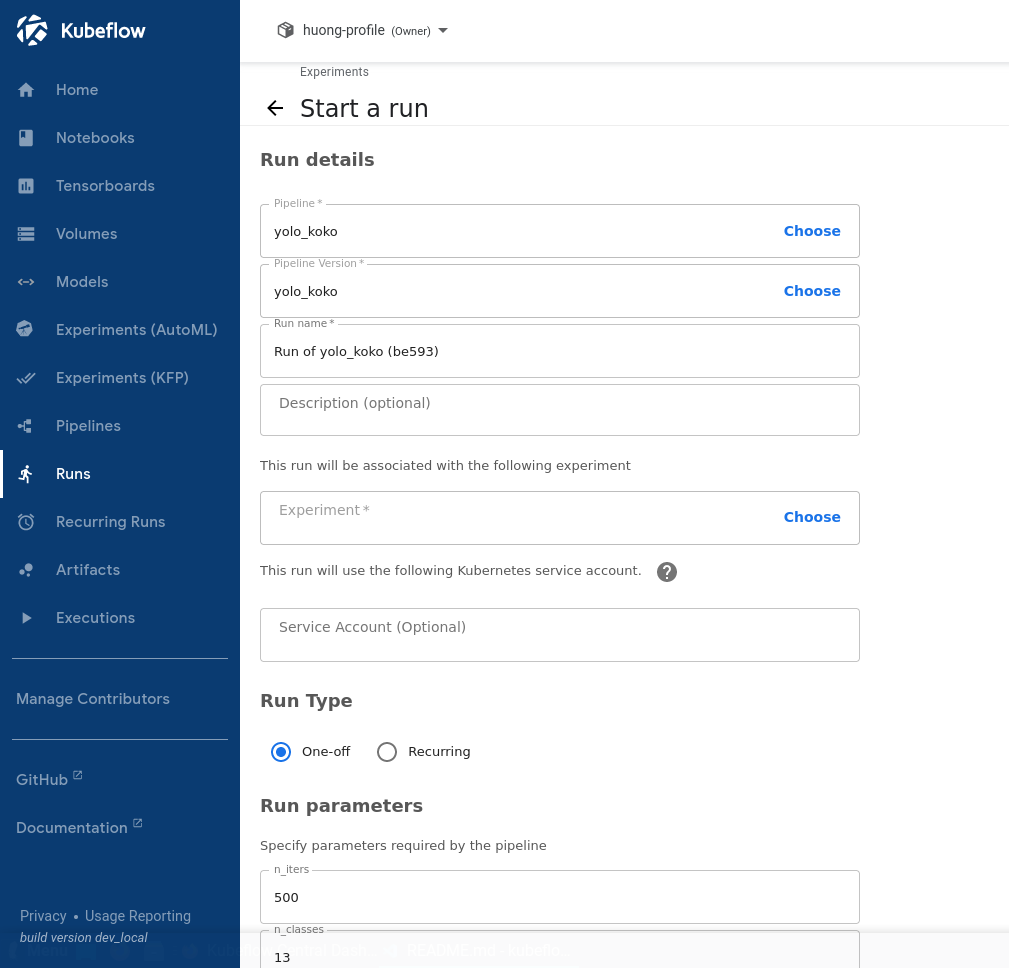 Kubeflow
huong-profile (Owner)
Home
Notebooks
Tensorboards
Volumes
Models
Experiments (AutoML)
Experiments (KFP)
Pipelines
Runs
Recurring Runs
Artifacts
Executions
Manage Contributors
GitHub
Documentation
Privacy • Usage Reporting
build version dev_local
Experiments
Start a run
Run details
Pipeline *
yolo_koko
Choose
Pipeline Version *
yolo_koko
Choose
Run name *
Run of yolo_koko (be593)
Description (optional)
This run will be associated with the following experiment
Experiment *
Choose
This run will use the following Kubernetes service account. ?
Service Account (Optional)
Run Type
One-off
Recurring
Run parameters
Specify parameters required by the pipeline
n_iters
500
n_classes
13